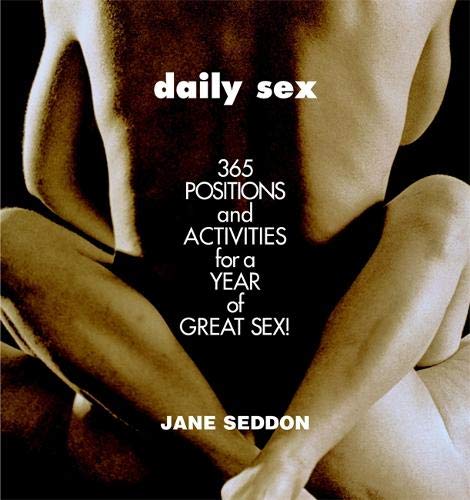 daily sex
365
POSITIONS
and
ACTIVITIES
for a
YEAR
of
GREAT SEX!
JANE SEDDON